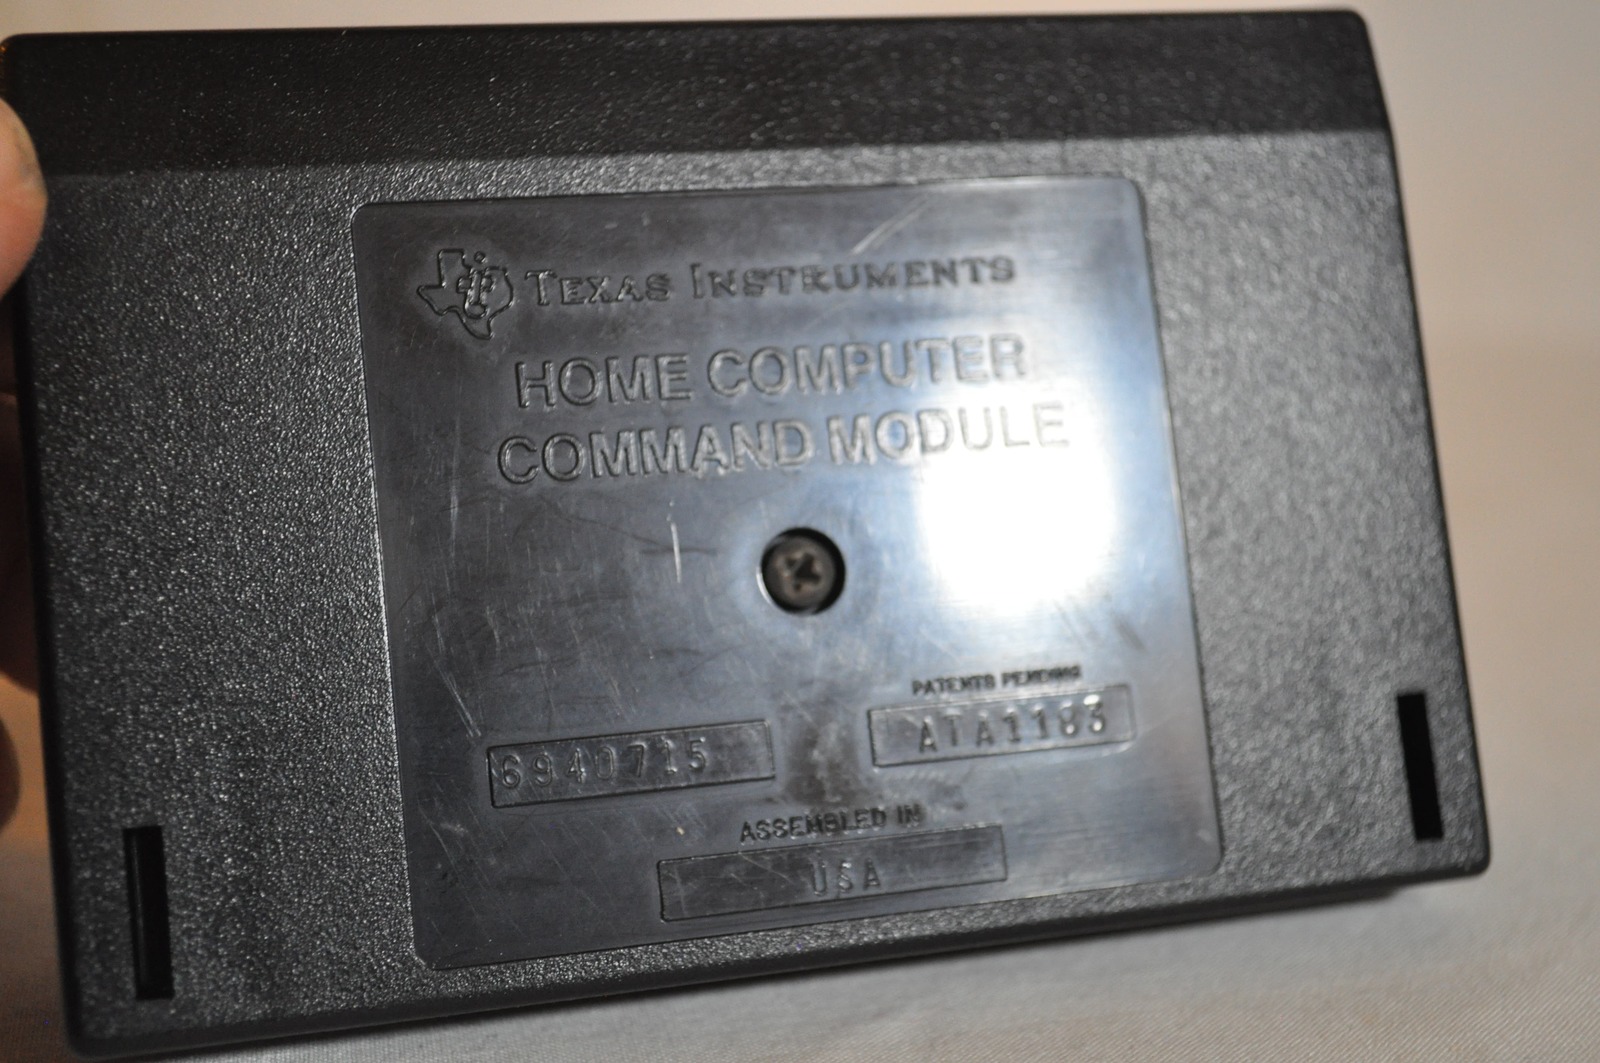 TEXAS INSTRUMENTS
HOME COMPUTER
COMMAND MODULE
PATENTS PENDING
6940715
ATA1183
ASSEMBLED IN
USA